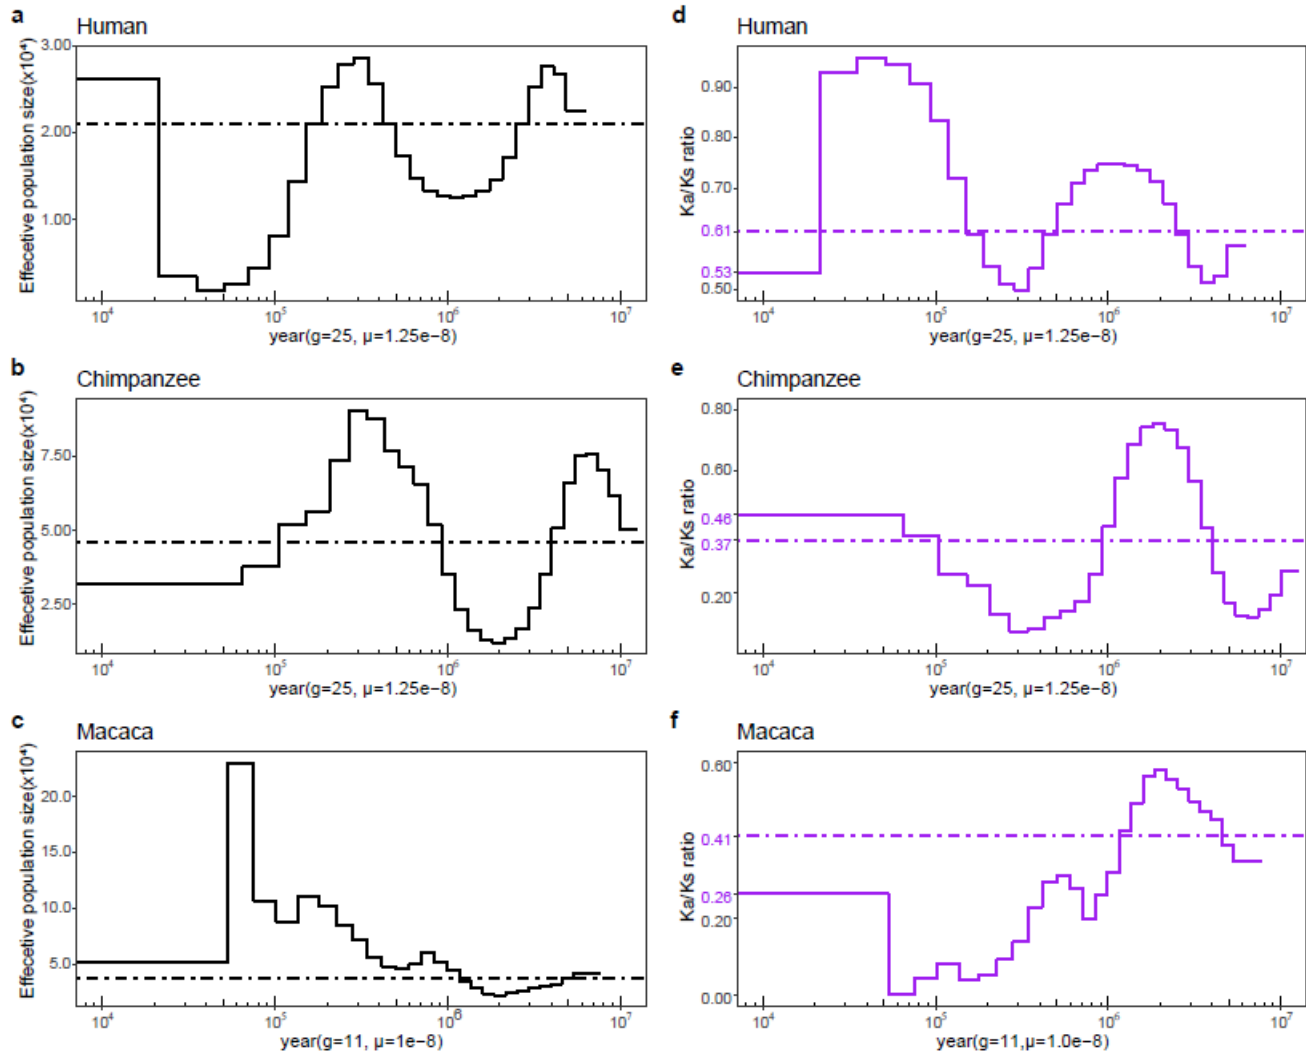 a
Human
Effecetive population size(x10⁴)
3.00
2.00
1.00
10⁴
10⁵
10⁶
10⁷
year(g=25, μ=1.25e−8)
d
Human
Ka/Ks ratio
0.90
0.80
0.70
0.61
0.53
0.50
10⁴
10⁵
10⁶
10⁷
year(g=25, μ=1.25e−8)
b
Chimpanzee
Effecetive population size(x10⁴)
7.50
5.00
2.50
10⁴
10⁵
10⁶
10⁷
year(g=25, μ=1.25e−8)
e
Chimpanzee
Ka/Ks ratio
0.80
0.60
0.46
0.37
0.20
10⁴
10⁵
10⁶
10⁷
year(g=25, μ=1.25e−8)
c
Macaca
Effecetive population size(x10⁴)
20.0
15.0
10.0
5.0
10⁴
10⁵
10⁶
10⁷
year(g=11, μ=1e−8)
f
Macaca
Ka/Ks ratio
0.60
0.41
0.26
0.20
0.00
10⁴
10⁵
10⁶
10⁷
year(g=11,μ=1.0e−8)